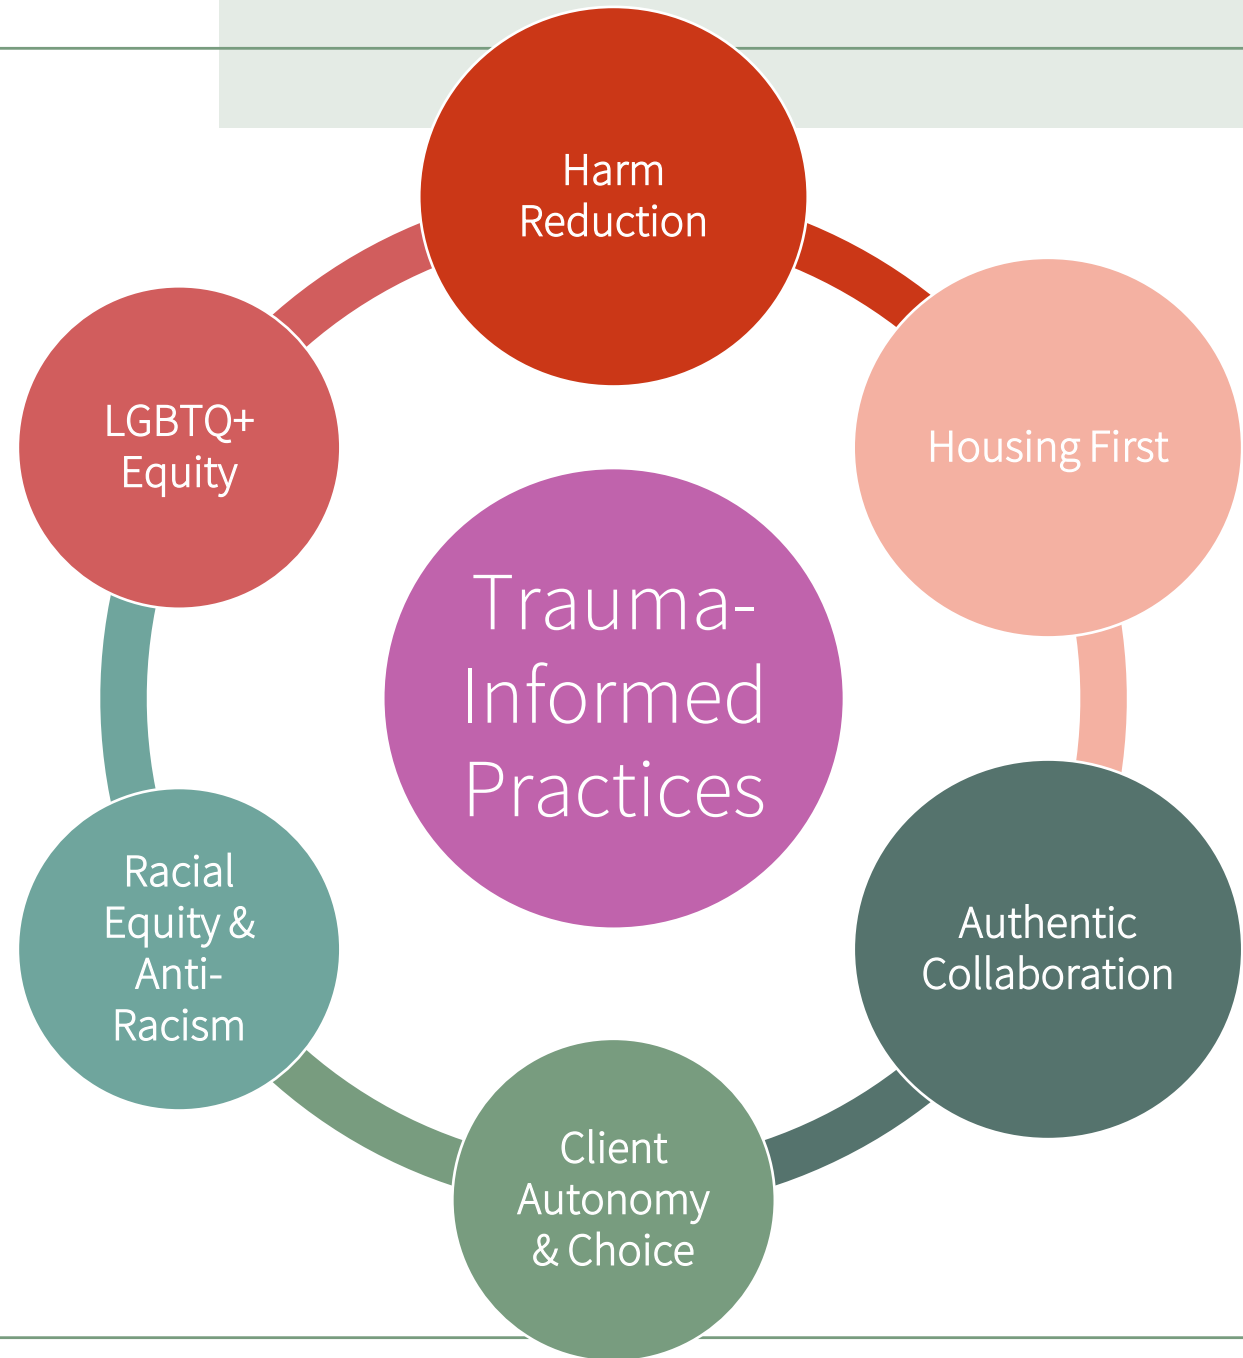 Harm
Reduction
Housing First
Authentic
Collaboration
Client
Autonomy
& Choice
Racial
Equity &
Anti-
Racism
LGBTQ+
Equity
Trauma-
Informed
Practices